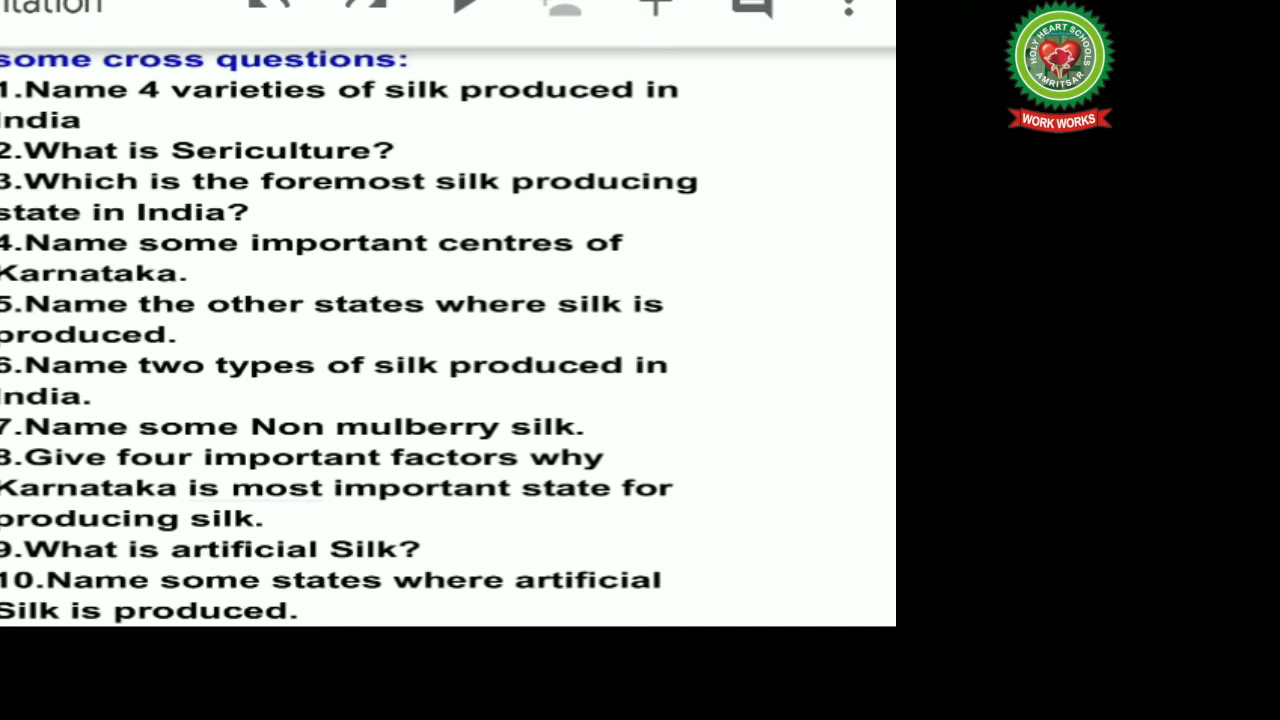 some cross questions:
1.Name 4 varieties of silk produced in
India
2.What is Sericulture?
3.Which is the foremost silk producing
state in India?
4.Name some important centres of
Karnataka.
5.Name the other states where silk is
produced.
6.Name two types of silk produced in
India.
7.Name some Non mulberry silk.
8.Give four important factors why
Karnataka is most important state for
producing silk.
9.What is artificial Silk?
10.Name some states where artificial
Silk is produced.
HOLY HEART SCHOOLS
AMRITSAR
WORK WORKS